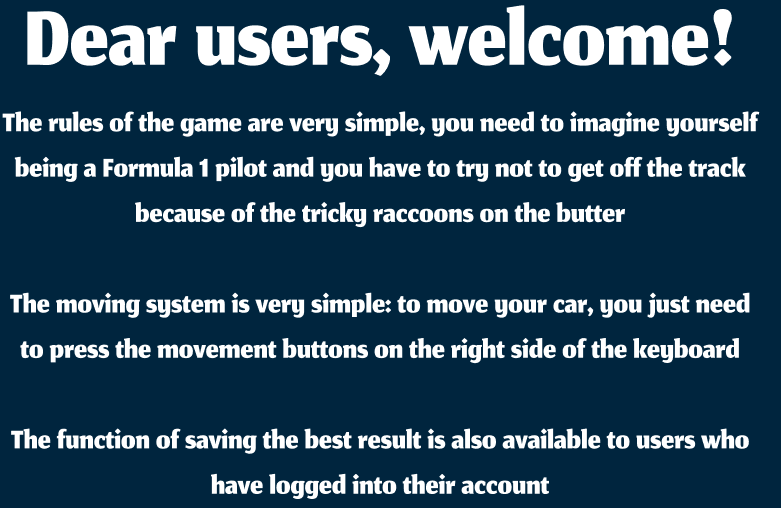 Dear users, welcome!
The rules of the game are very simple, you need to imagine yourself
being a Formula 1 pilot and you have to try not to get off the track
because of the tricky raccoons on the butter
The moving system is very simple: to move your car, you just need
to press the movement buttons on the right side of the keyboard
The function of saving the best result is also available to users who
have logged into their account